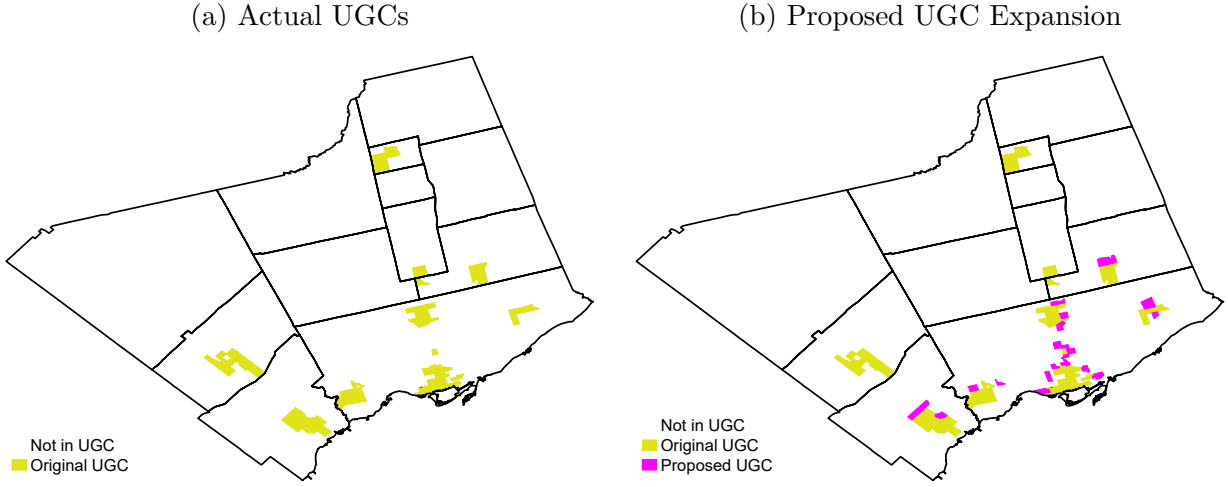 (a) Actual UGCs
(b) Proposed UGC Expansion
Not in UGC
Original UGC
Not in UGC
Original UGC
Proposed UGC